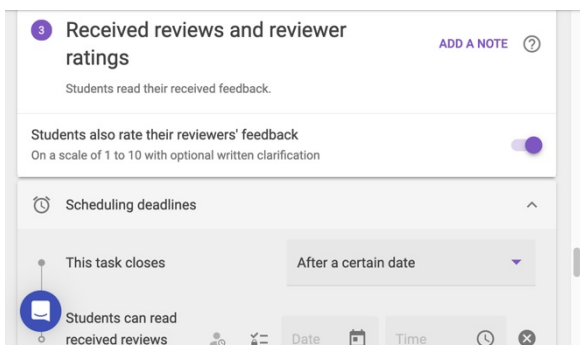 3 Received reviews and reviewer
ratings
ADD A NOTE ?
Students read their received feedback.
Students also rate their reviewers' feedback
On a scale of 1 to 10 with optional written clarification
Scheduling deadlines
This task closes
After a certain date
Students can read
received reviews
Date
Time